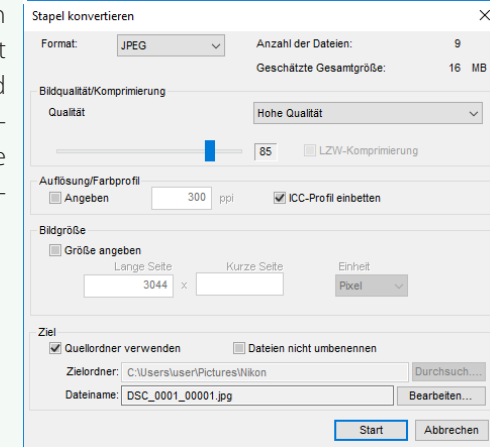 Stapel konvertieren
Format: JPEG Anzahl der Dateien: 9
Geschätzte Gesamtgröße: 16 MB
Bildqualität/Komprimierung
Qualität Hohe Qualität
85 LZW-Komprimierung
Auflösung/Farbprofil
Angeben 300 ppi ICC-Profil einbetten
Bildgröße
Größe angeben
Lange Seite Kurze Seite Einheit
3044 x Pixel
Ziel
Quellordner verwenden Dateien nicht umbenennen
Zielordner: C:\Users\user\Pictures\Nikon Durchsuch....
Dateiname: DSC_0001_00001.jpg Bearbeiten...
Start Abbrechen